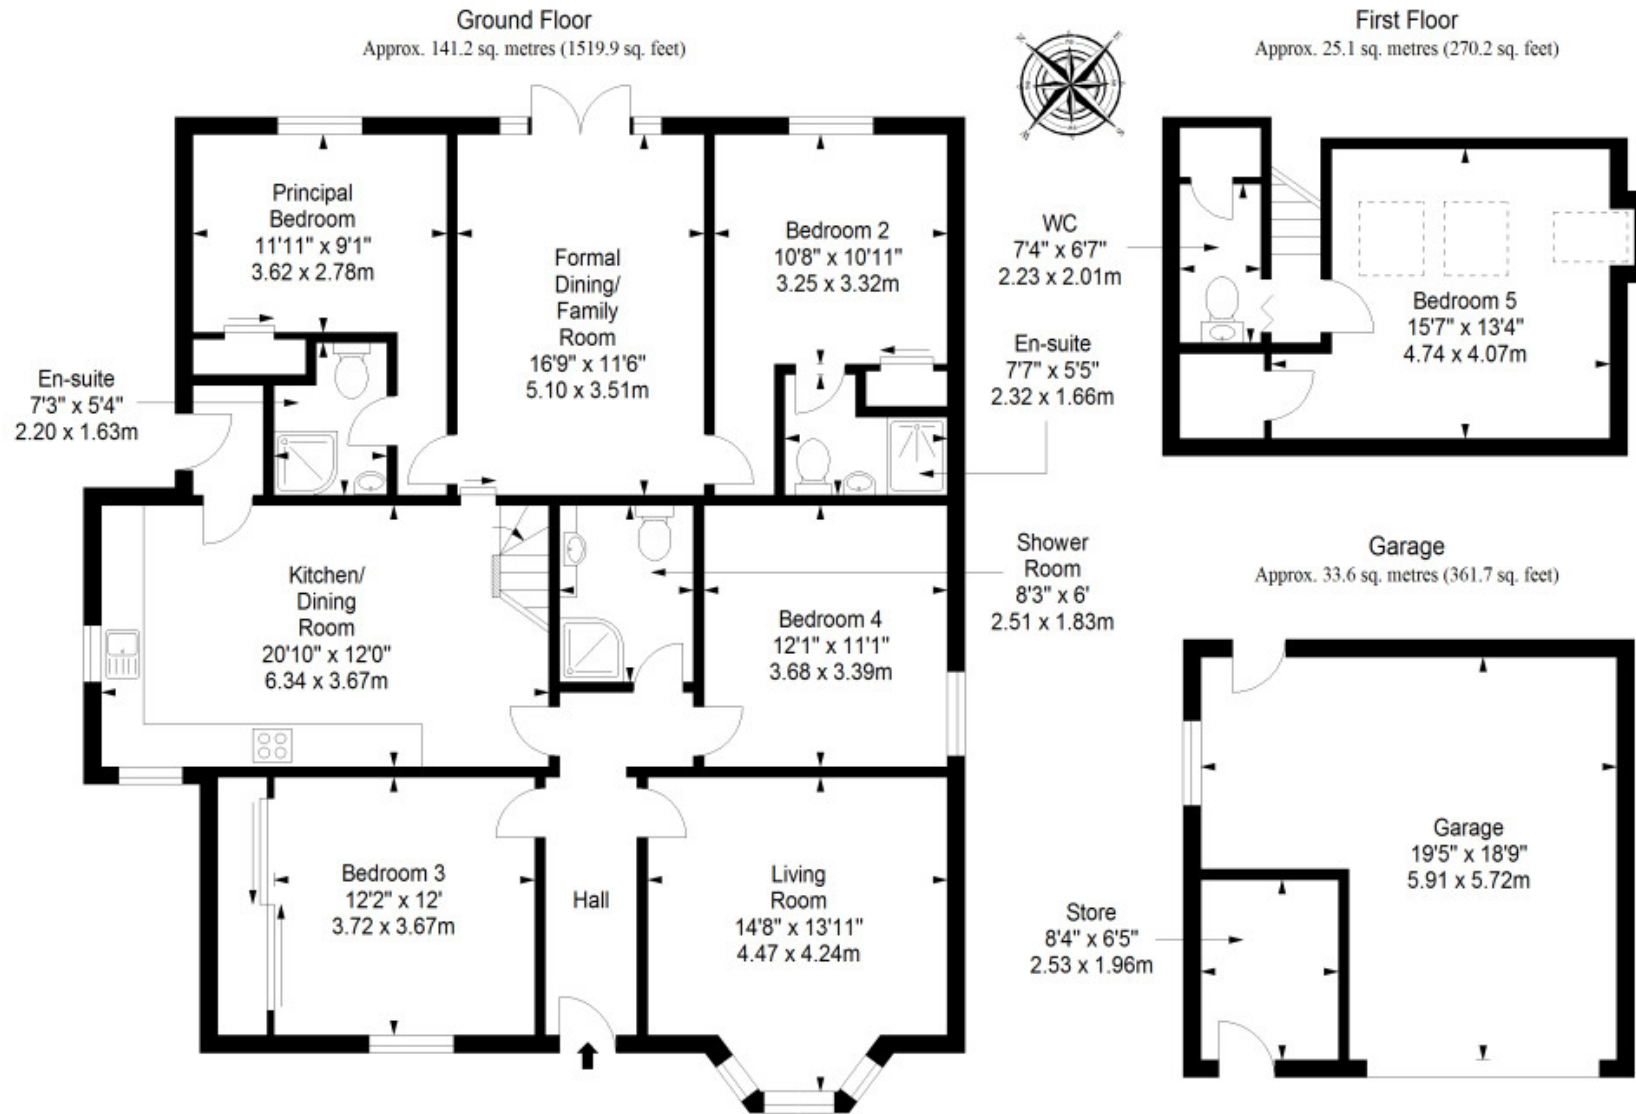 Ground Floor
Approx. 141.2 sq. metres (1519.9 sq. feet)
First Floor
Approx. 25.1 sq. metres (270.2 sq. feet)
Principal
Bedroom
11'11" x 9'1"
3.62 x 2.78m
Formal
Dining/
Family
Room
16'9" x 11'6"
5.10 x 3.51m
Bedroom 2
10'8" x 10'11"
3.25 x 3.32m
WC
7'4" x 6'7"
2.23 x 2.01m
Bedroom 5
15'7" x 13'4"
4.74 x 4.07m
En-suite
7'3" x 5'4"
2.20 x 1.63m
En-suite
7'7" x 5'5"
2.32 x 1.66m
Kitchen/
Dining
Room
20'10" x 12'0"
6.34 x 3.67m
Shower
Room
8'3" x 6'
2.51 x 1.83m
Bedroom 4
12'1" x 11'1"
3.68 x 3.39m
Garage
Approx. 33.6 sq. metres (361.7 sq. feet)
Bedroom 3
12'2" x 12'
3.72 x 3.67m
Hall
Living
Room
14'8" x 13'11"
4.47 x 4.24m
Garage
19'5" x 18'9"
5.91 x 5.72m
Store
8'4" x 6'5"
2.53 x 1.96m